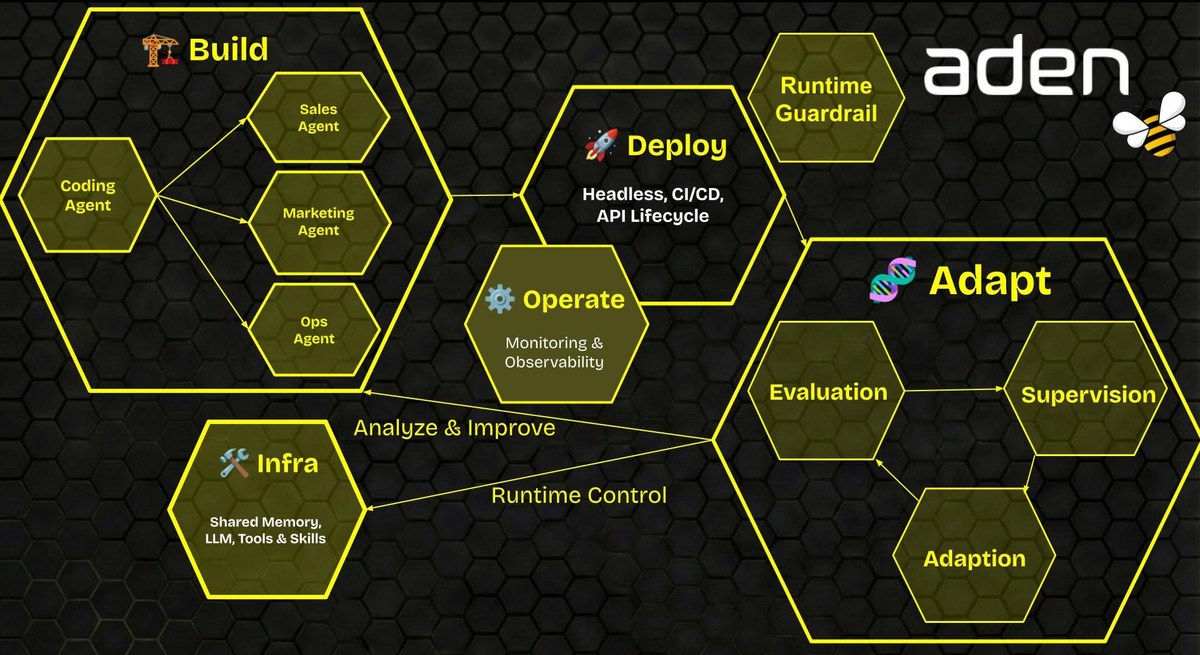 Build
Coding
Agent
Sales
Agent
Marketing
Agent
Ops
Agent
Deploy
Headless, CI/CD,
API Lifecycle
Operate
Monitoring &
Observability
Runtime
Guardrail
aden
Adapt
Evaluation
Supervision
Adaption
Analyze & Improve
Runtime Control
Infra
Shared Memory,
LLM, Tools & Skills